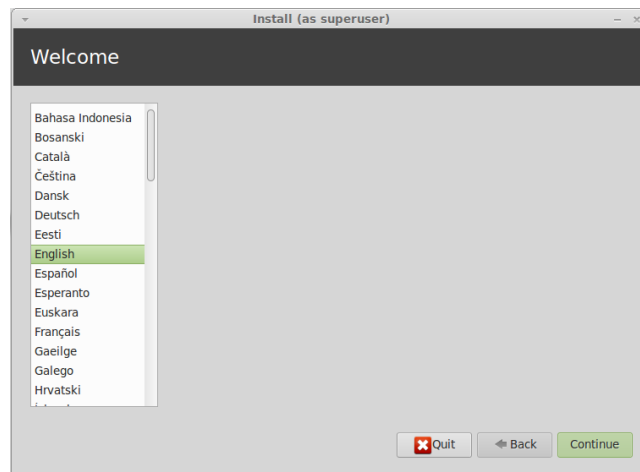 Install (as superuser)
Welcome
Bahasa Indonesia
Bosanski
Català
Čeština
Dansk
Deutsch
Eesti
English
Español
Esperanto
Euskara
Français
Gaeilge
Galego
Hrvatski
Quit
Back
Continue